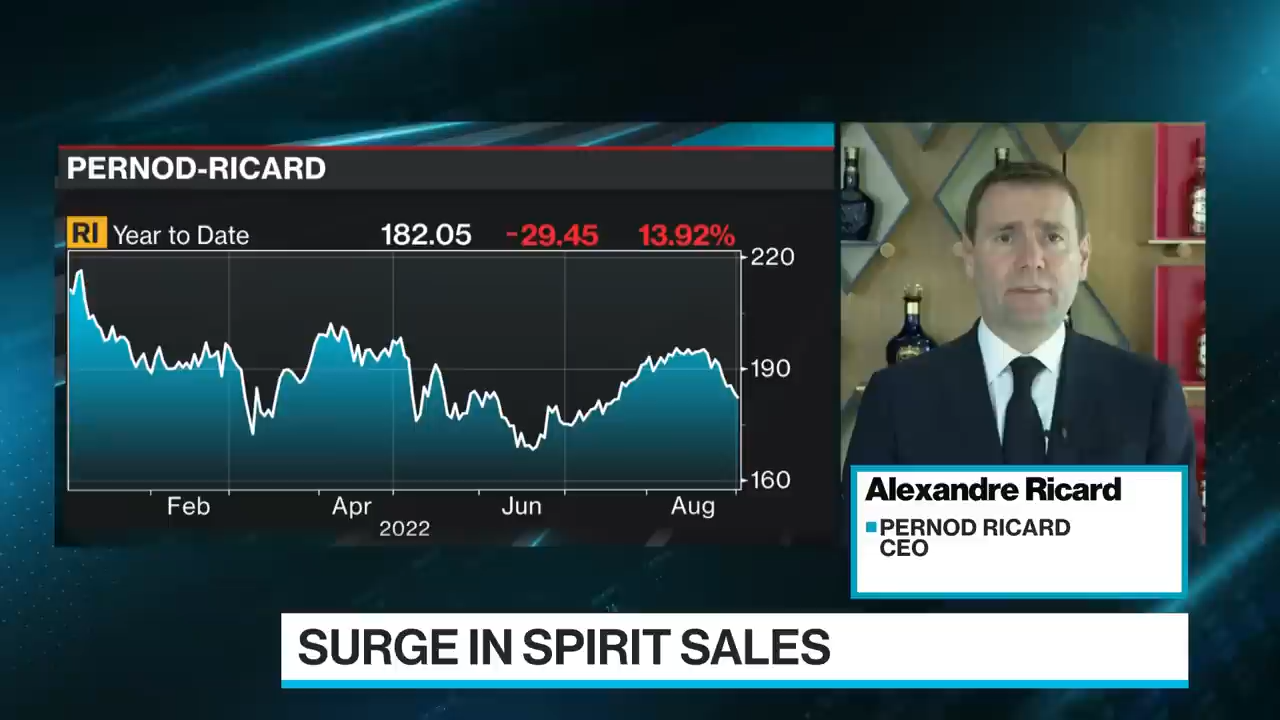 PERNOD-RICARD
RI Year to Date 182.05 -29.45 13.92%
220
190
160
Feb Apr Jun Aug
2022
Alexandre Ricard
PERNOD RICARD
CEO
SURGE IN SPIRIT SALES